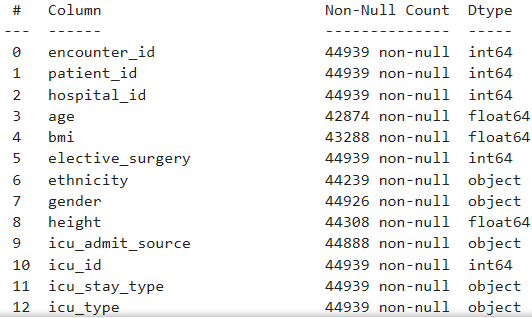 #   Column             Non-Null Count  Dtype
---  ------             --------------  -----
0   encounter_id       44939 non-null  int64
1   patient_id         44939 non-null  int64
2   hospital_id        44939 non-null  int64
3   age                42874 non-null  float64
4   bmi                43288 non-null  float64
5   elective_surgery   44939 non-null  int64
6   ethnicity          44239 non-null  object
7   gender             44926 non-null  object
8   height             44308 non-null  float64
9   icu_admit_source   44888 non-null  object
10  icu_id             44939 non-null  int64
11  icu_stay_type      44939 non-null  object
12  icu_type           44939 non-null  object